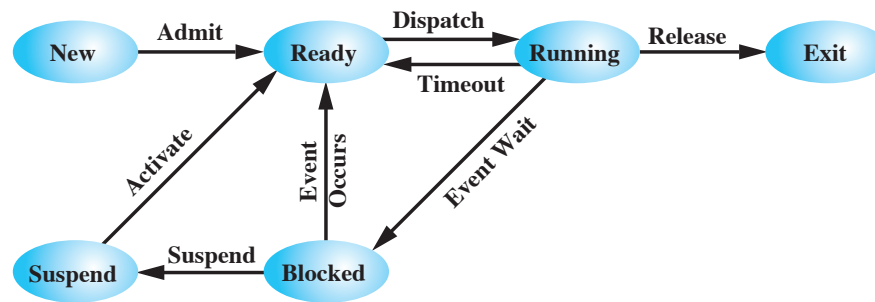 New
Admit
Ready
Dispatch
Timeout
Running
Release
Exit
Activate
Event
Occurs
Event Wait
Suspend
Suspend
Blocked